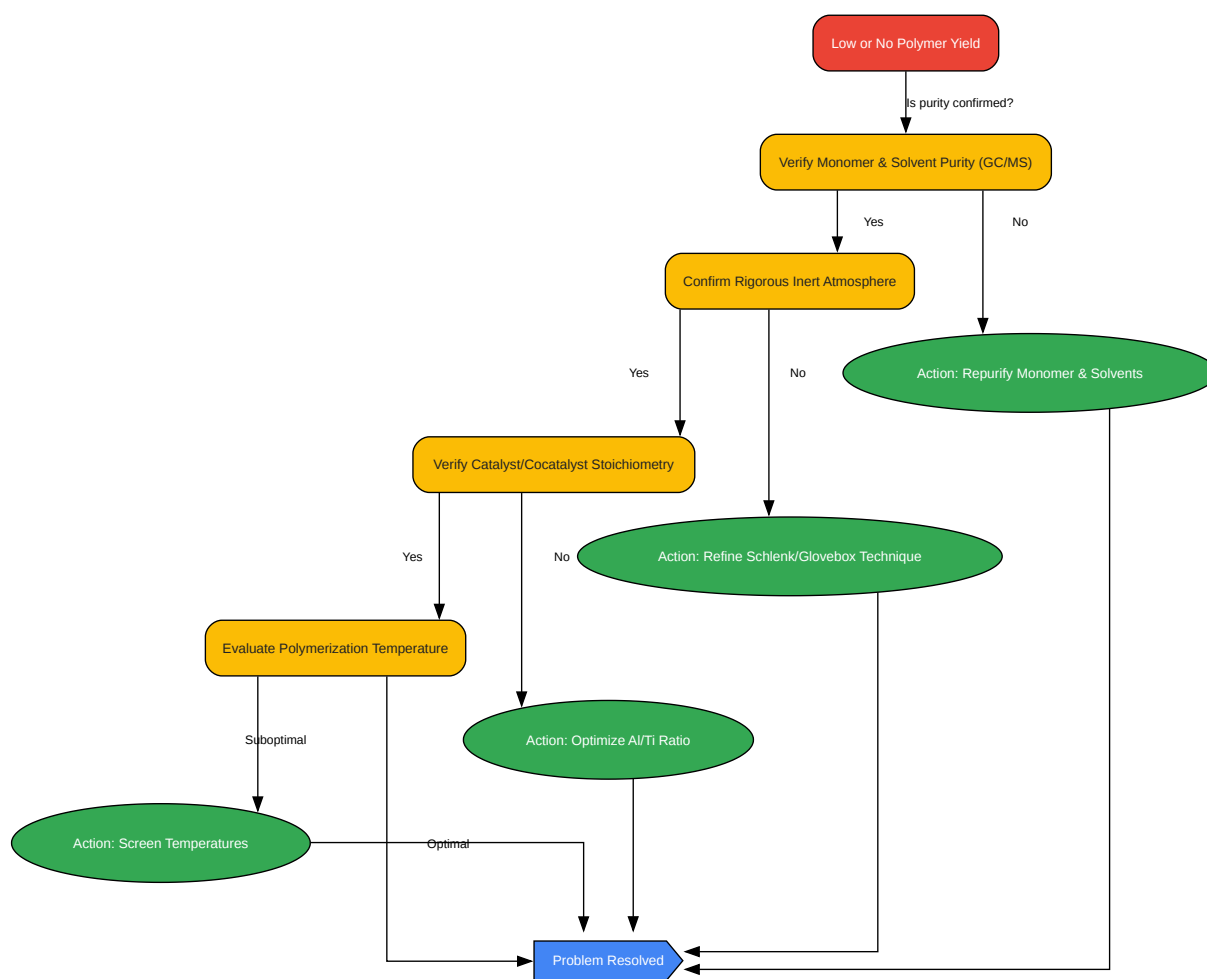 Low or No Polymer Yield
Is purity confirmed?
Verify Monomer & Solvent Purity (GC/MS)
Yes
No
Confirm Rigorous Inert Atmosphere
Yes
No
Action: Repurify Monomer & Solvents
Verify Catalyst/Cocatalyst Stoichiometry
Yes
No
Action: Refine Schlenk/Glovebox Technique
Evaluate Polymerization Temperature
Suboptimal
Action: Optimize Al/Ti Ratio
Action: Screen Temperatures
Optimal
Problem Resolved